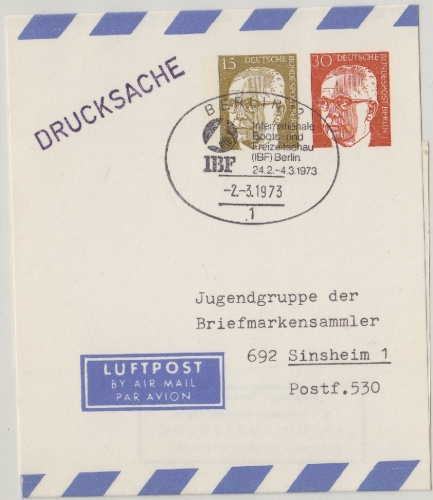 DRUCKSACHE
15
DEUTSCHE
BUNDESPOST
30
DEUTSCHE
BUNDESPOST BERLIN
BERLIN 12
Internationale
Boots- und
Freizeitschau
(IBF) Berlin
24.2.-4.3.1973
IBF
-2.-3.1973
1
Jugendgruppe der
Briefmarkensammler
692 Sinsheim 1
Postf.530
LUFTPOST
BY AIR MAIL
PAR AVION